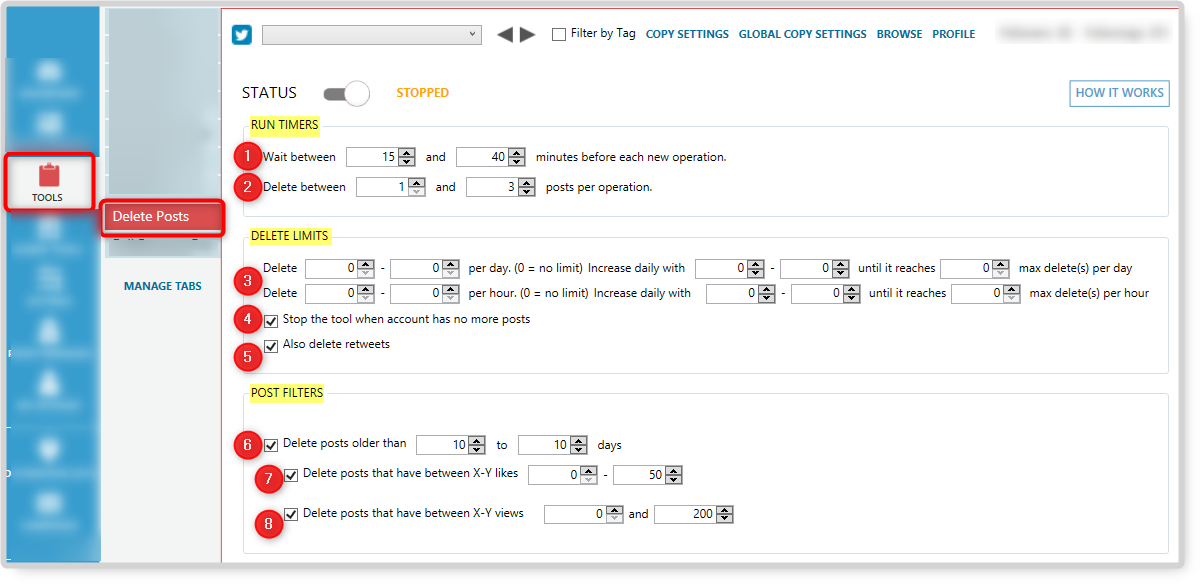 Filter by Tag COPY SETTINGS GLOBAL COPY SETTINGS BROWSE PROFILE
STATUS STOPPED HOW IT WORKS
TOOLS
Delete Posts
MANAGE TABS
RUN TIMERS
1 Wait between 15 and 40 minutes before each new operation.
2 Delete between 1 and 3 posts per operation.
DELETE LIMITS
3
Delete 0 - 0 per day. (0 = no limit) Increase daily with 0 - 0 until it reaches 0 max delete(s) per day
Delete 0 - 0 per hour. (0 = no limit) Increase daily with 0 - 0 until it reaches 0 max delete(s) per hour
4 Stop the tool when account has no more posts
5 Also delete retweets
POST FILTERS
6 Delete posts older than 10 to 10 days
7 Delete posts that have between X-Y likes 0 - 50
8 Delete posts that have between X-Y views 0 and 200